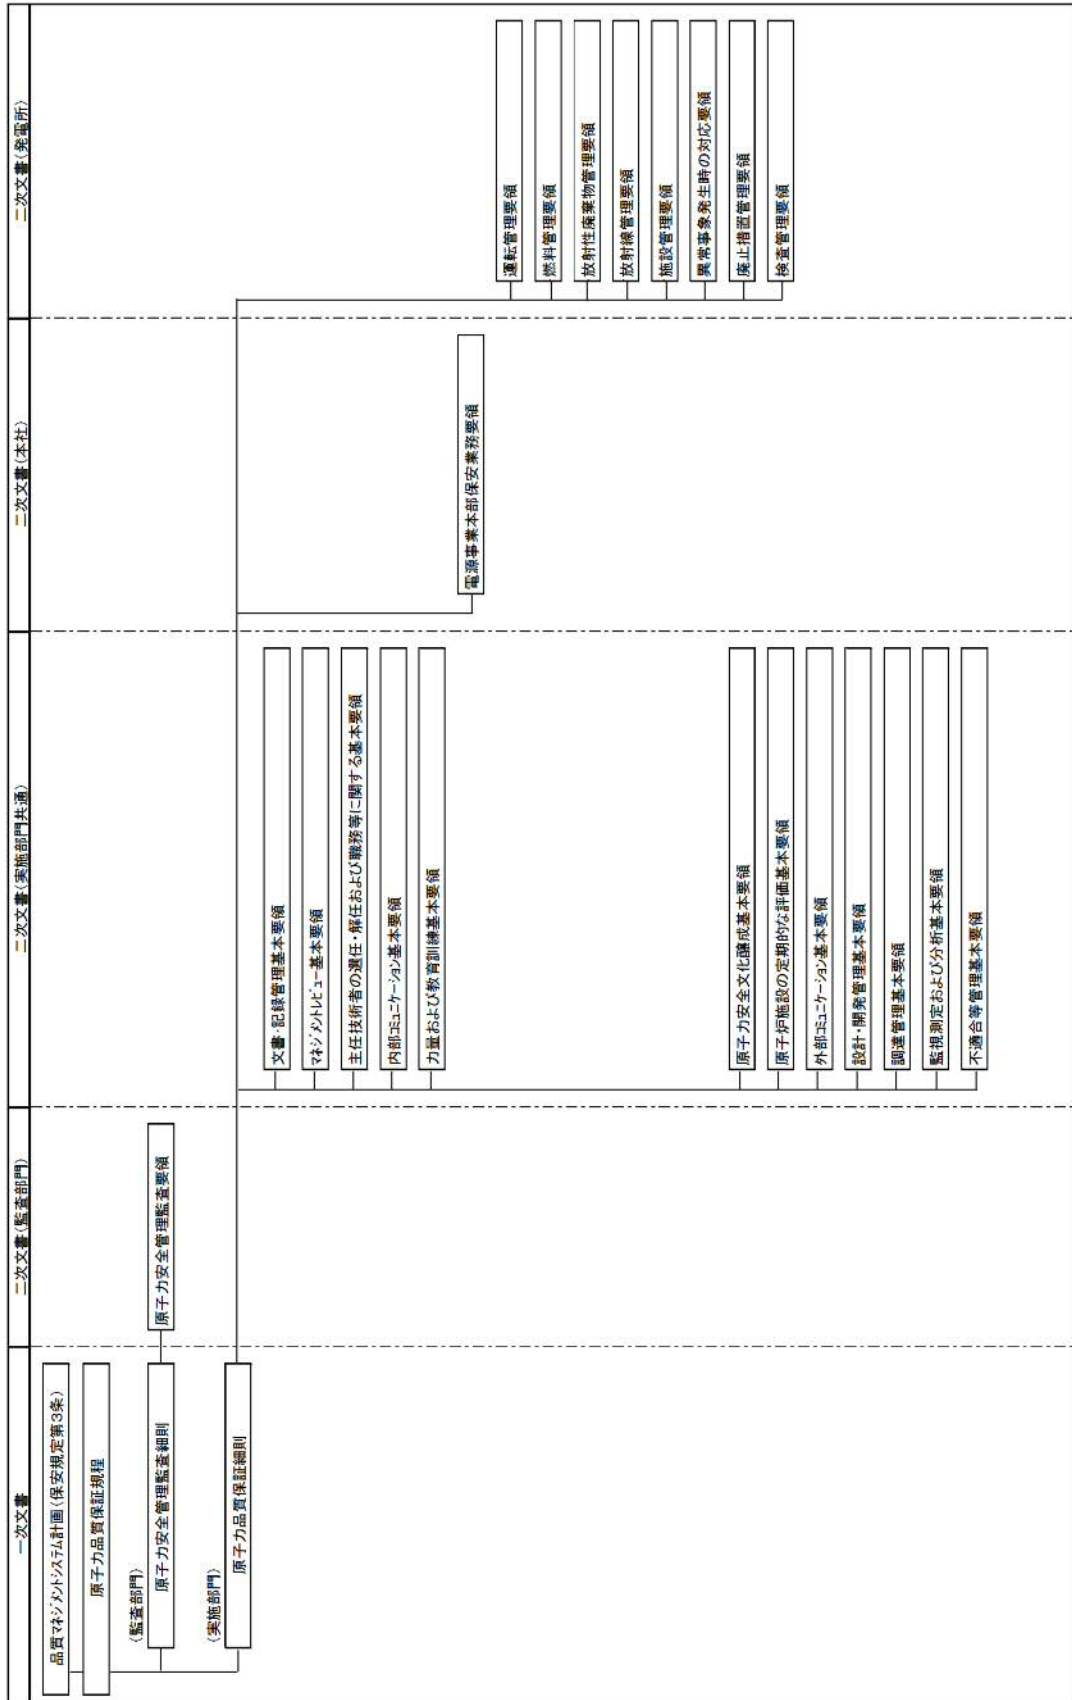 一次文書
二次文書(監査部門)
二次文書(実施部門共通)
二次文書(本社)
二次文書(発電所)
品質マネジメントシステム計画(保安規定第3条)
原子力品質保証規程
(監査部門)
原子力安全管理監査細則
原子力安全管理監査要領
(実施部門)
原子力品質保証細則
文書・記録管理基本要領
マネジメントレビュー基本要領
主任技術者の選任・解任および職務等に関する基本要領
内部コミュニケーション基本要領
力量および教育訓練基本要領
電源事業本部保安業務要領
運転管理要領
燃料管理要領
放射性廃棄物管理要領
放射線管理要領
施設管理要領
異常事象発生時の対応要領
廃止措置管理要領
検査管理要領
原子力安全文化醸成基本要領
原子炉施設の定期的な評価基本要領
外部コミュニケーション基本要領
設計・開発管理基本要領
調達管理基本要領
監視測定および分析基本要領
不適合等管理基本要領